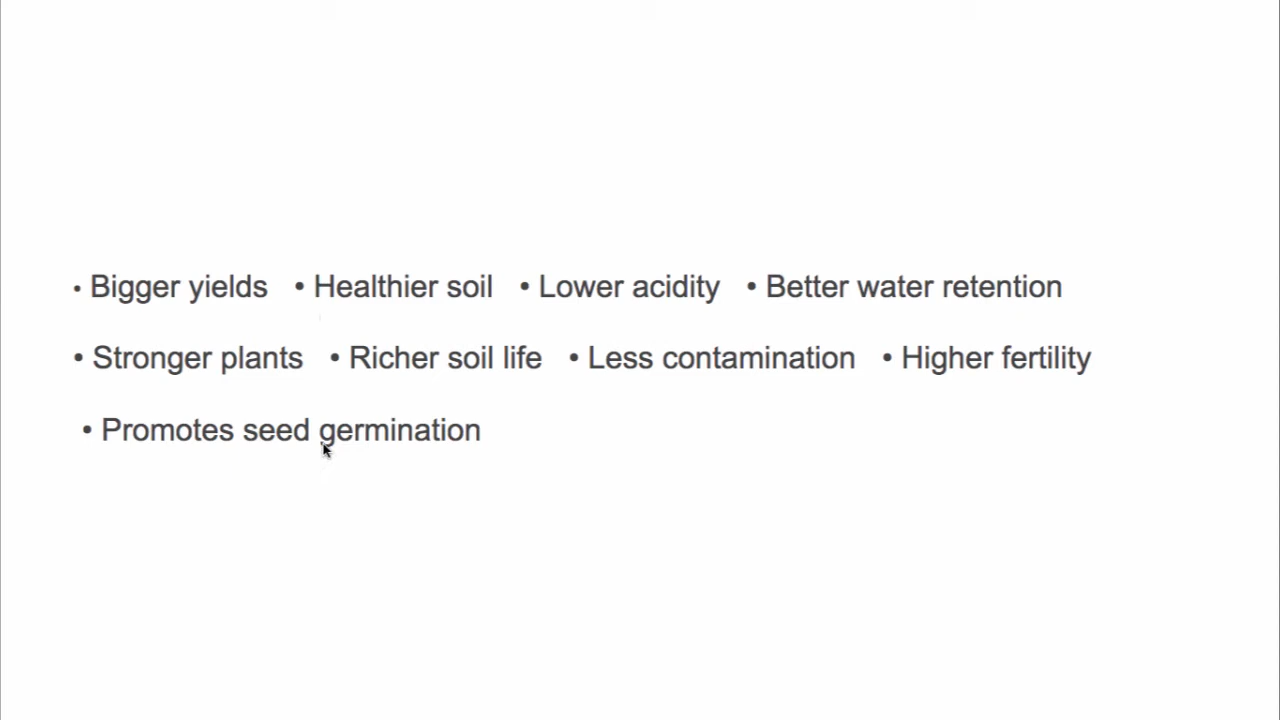 • Bigger yields • Healthier soil • Lower acidity • Better water retention
• Stronger plants • Richer soil life • Less contamination • Higher fertility
• Promotes seed germination